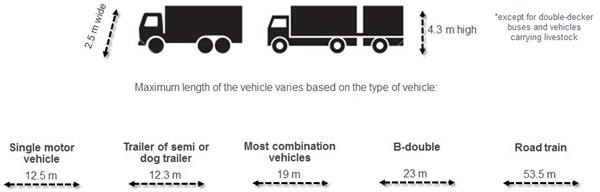 2.5 m wide
4.3 m high
*except for double-decker
buses and vehicles
carrying livestock
Maximum length of the vehicle varies based on the type of vehicle:
Single motor
vehicle
12.5 m
Trailer of semi or
dog trailer
12.3 m
Most combination
vehicles
19 m
B-double
23 m
Road train
53.5 m